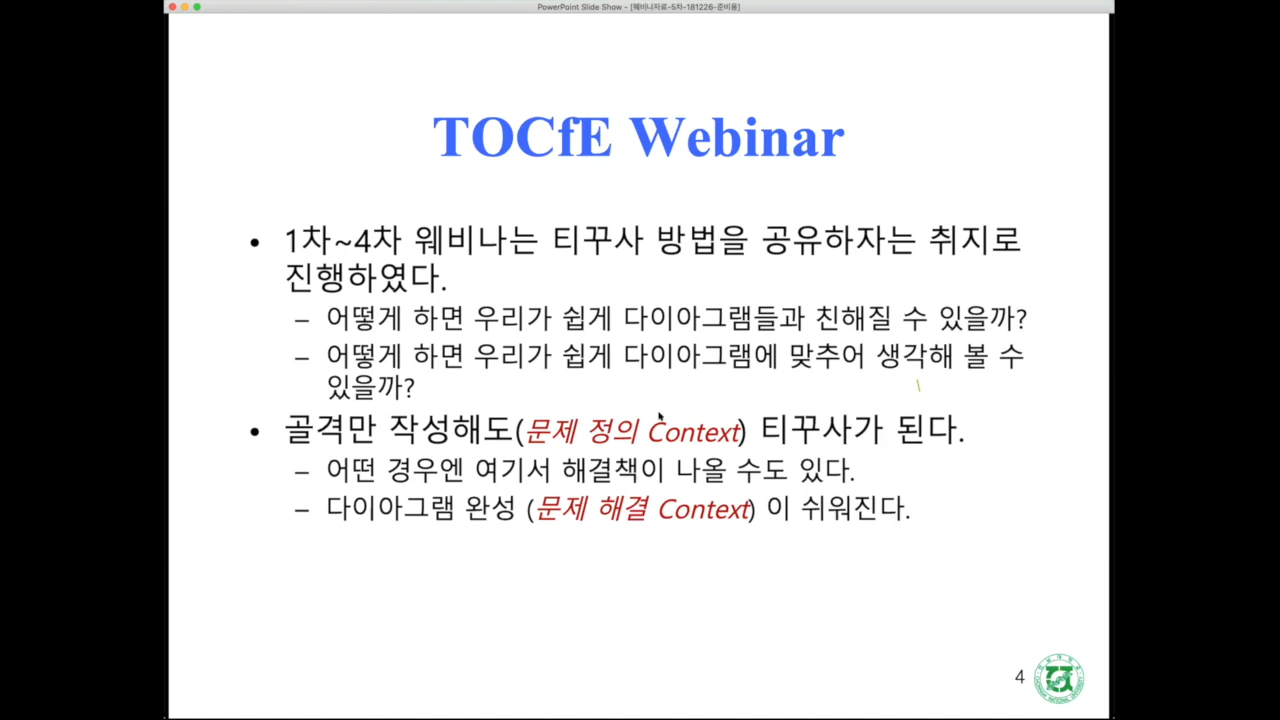 PowerPoint Slide Show - [웨비나자료-5차-181226-준비용]
TOCfE Webinar
• 1차~4차 웨비나는 티꾸사 방법을 공유하자는 취지로
진행하였다.
– 어떻게 하면 우리가 쉽게 다이아그램들과 친해질 수 있을까?
– 어떻게 하면 우리가 쉽게 다이아그램에 맞추어 생각해 볼 수
있을까?
• 골격만 작성해도(문제 정의 Context) 티꾸사가 된다.
– 어떤 경우엔 여기서 해결책이 나올 수도 있다.
– 다이아그램 완성 (문제 해결 Context) 이 쉬워진다.
4